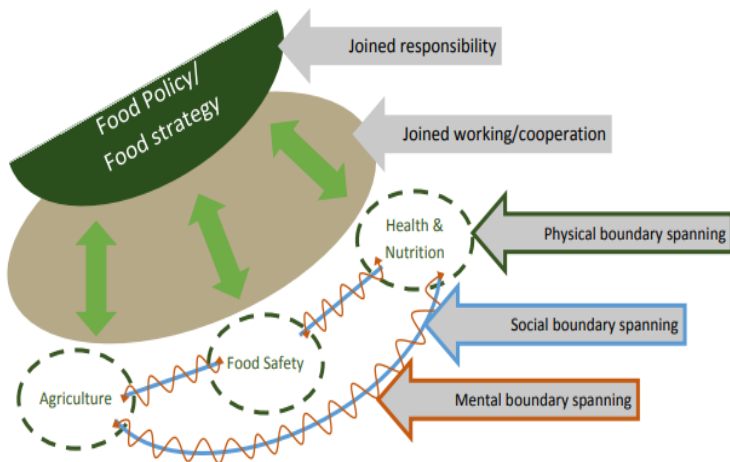 Joined responsibility
Food Policy/
Food strategy
Joined working/cooperation
Health &
Nutrition
Physical boundary spanning
Social boundary spanning
Food Safety
Agriculture
Mental boundary spanning